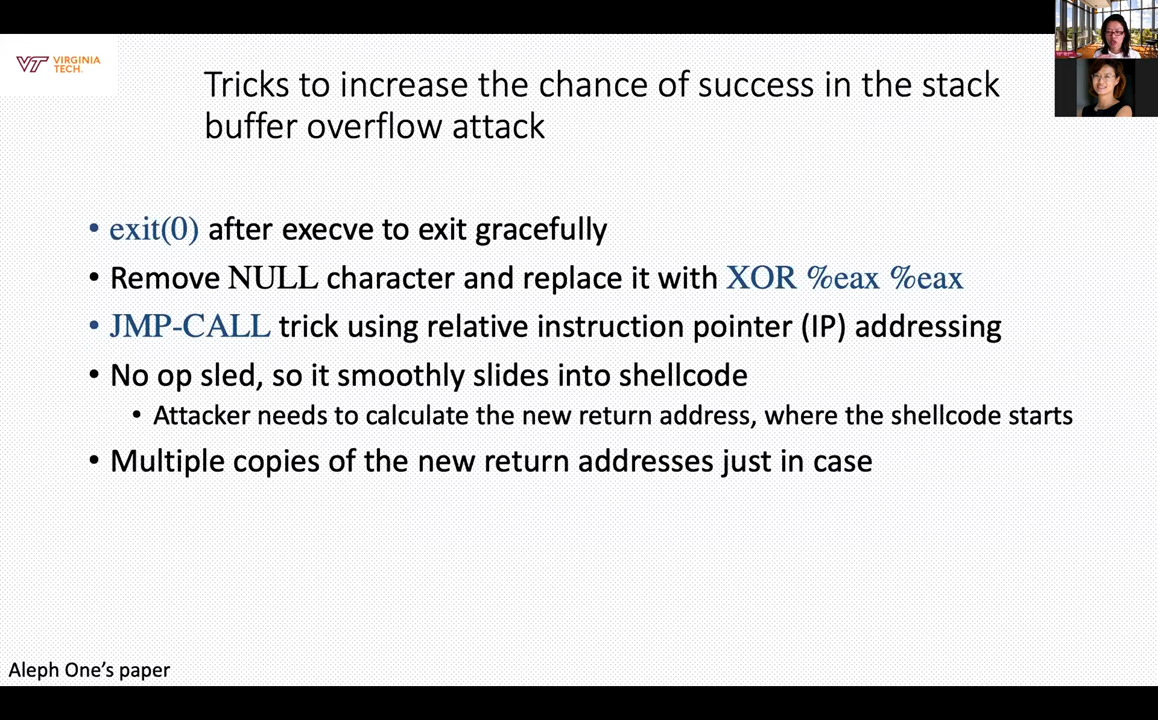 VT VIRGINIA
TECH.
Tricks to increase the chance of success in the stack
buffer overflow attack
• exit(0) after execve to exit gracefully
• Remove NULL character and replace it with XOR %eax %eax
• JMP-CALL trick using relative instruction pointer (IP) addressing
• No op sled, so it smoothly slides into shellcode
• Attacker needs to calculate the new return address, where the shellcode starts
• Multiple copies of the new return addresses just in case
Aleph One’s paper